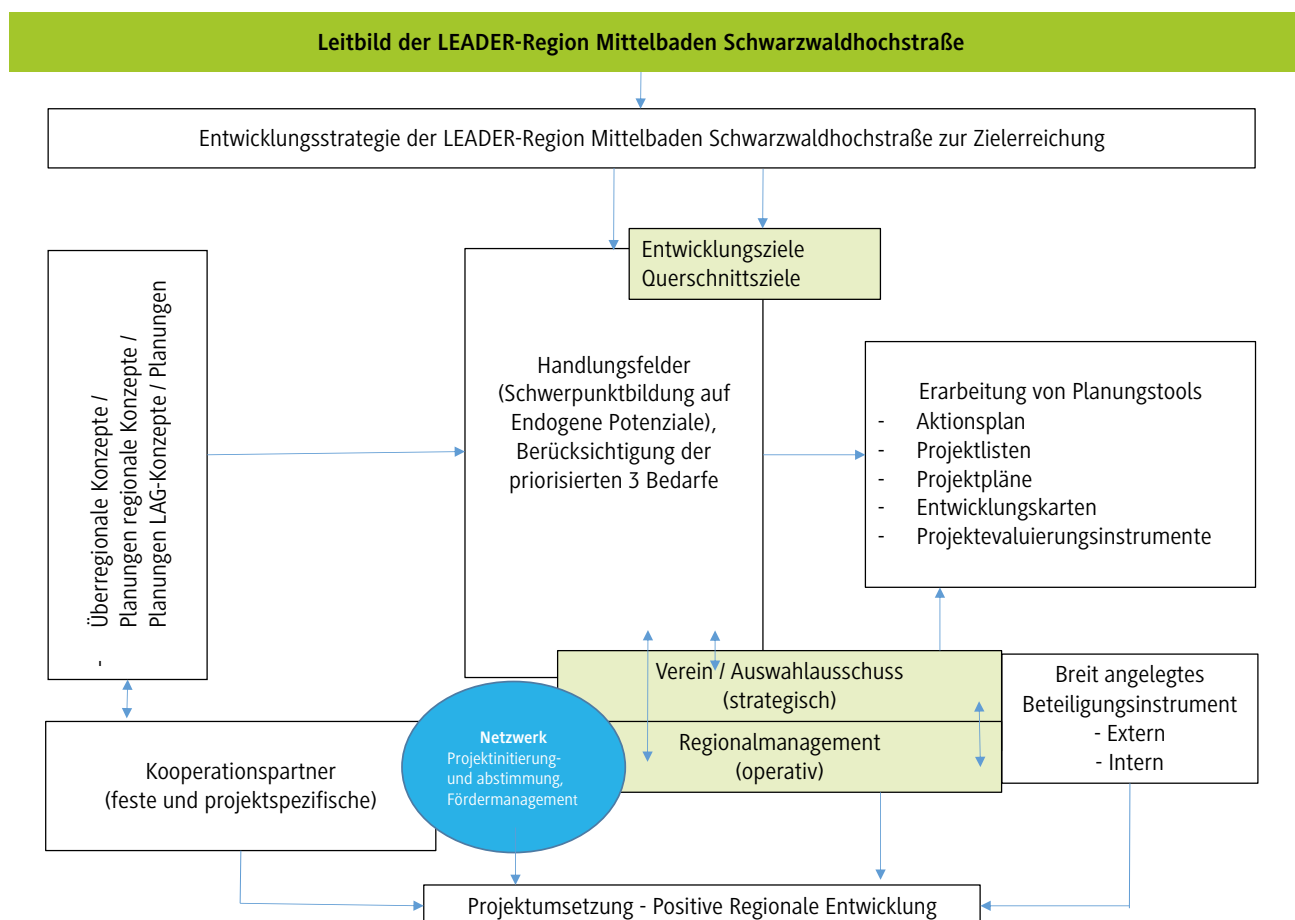 Leitbild der LEADER-Region Mittelbaden Schwarzwaldhochstraße
Entwicklungsstrategie der LEADER-Region Mittelbaden Schwarzwaldhochstraße zur Zielerreichung
Entwicklungsziele
Querschnittsziele
- Überregionale Konzepte /
Planungen regionale Konzepte /
Planungen LAG-Konzepte / Planungen
Handlungsfelder
(Schwerpunktbildung auf
Endogene Potenziale),
Berücksichtigung der
priorisierten 3 Bedarfe
Erarbeitung von Planungstools
- Aktionsplan
- Projektlisten
- Projektpläne
- Entwicklungskarten
- Projektevaluierungsinstrumente
Verein / Auswahlausschuss
(strategisch)
Regionalmanagement
(operativ)
Breit angelegtes
Beteiligungsinstrument
- Extern
- Intern
Netzwerk
Projektinitierung-
und abstimmung,
Fördermanagement
Kooperationspartner
(feste und projektspezifische)
Projektumsetzung - Positive Regionale Entwicklung